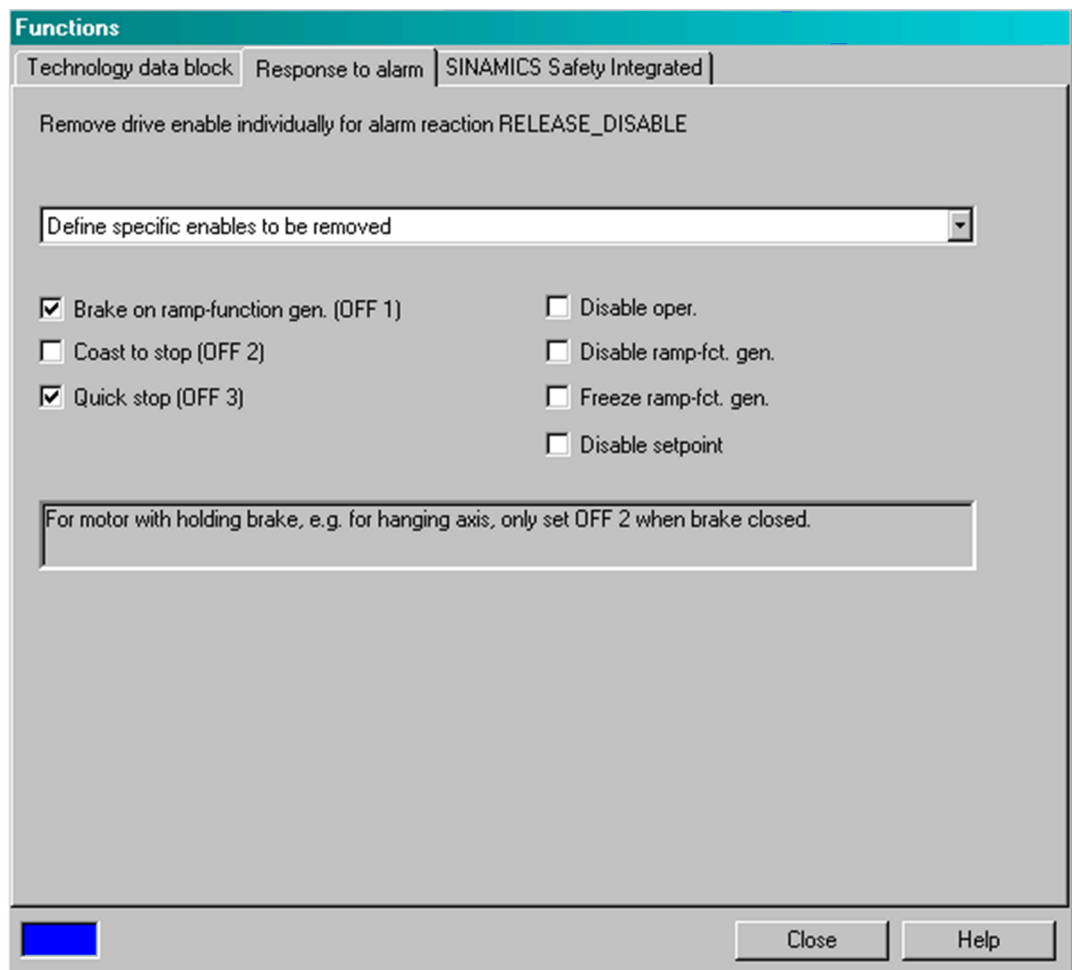 Functions
Technology data block Response to alarm SINAMICS Safety Integrated
Remove drive enable individually for alarm reaction RELEASE_DISABLE
Define specific enables to be removed
Brake on ramp-function gen. (OFF 1) Disable oper.
Coast to stop (OFF 2) Disable ramp-fct. gen.
Quick stop (OFF 3) Freeze ramp-fct. gen.
Disable setpoint
For motor with holding brake, e.g. for hanging axis, only set OFF 2 when brake closed.
Close Help